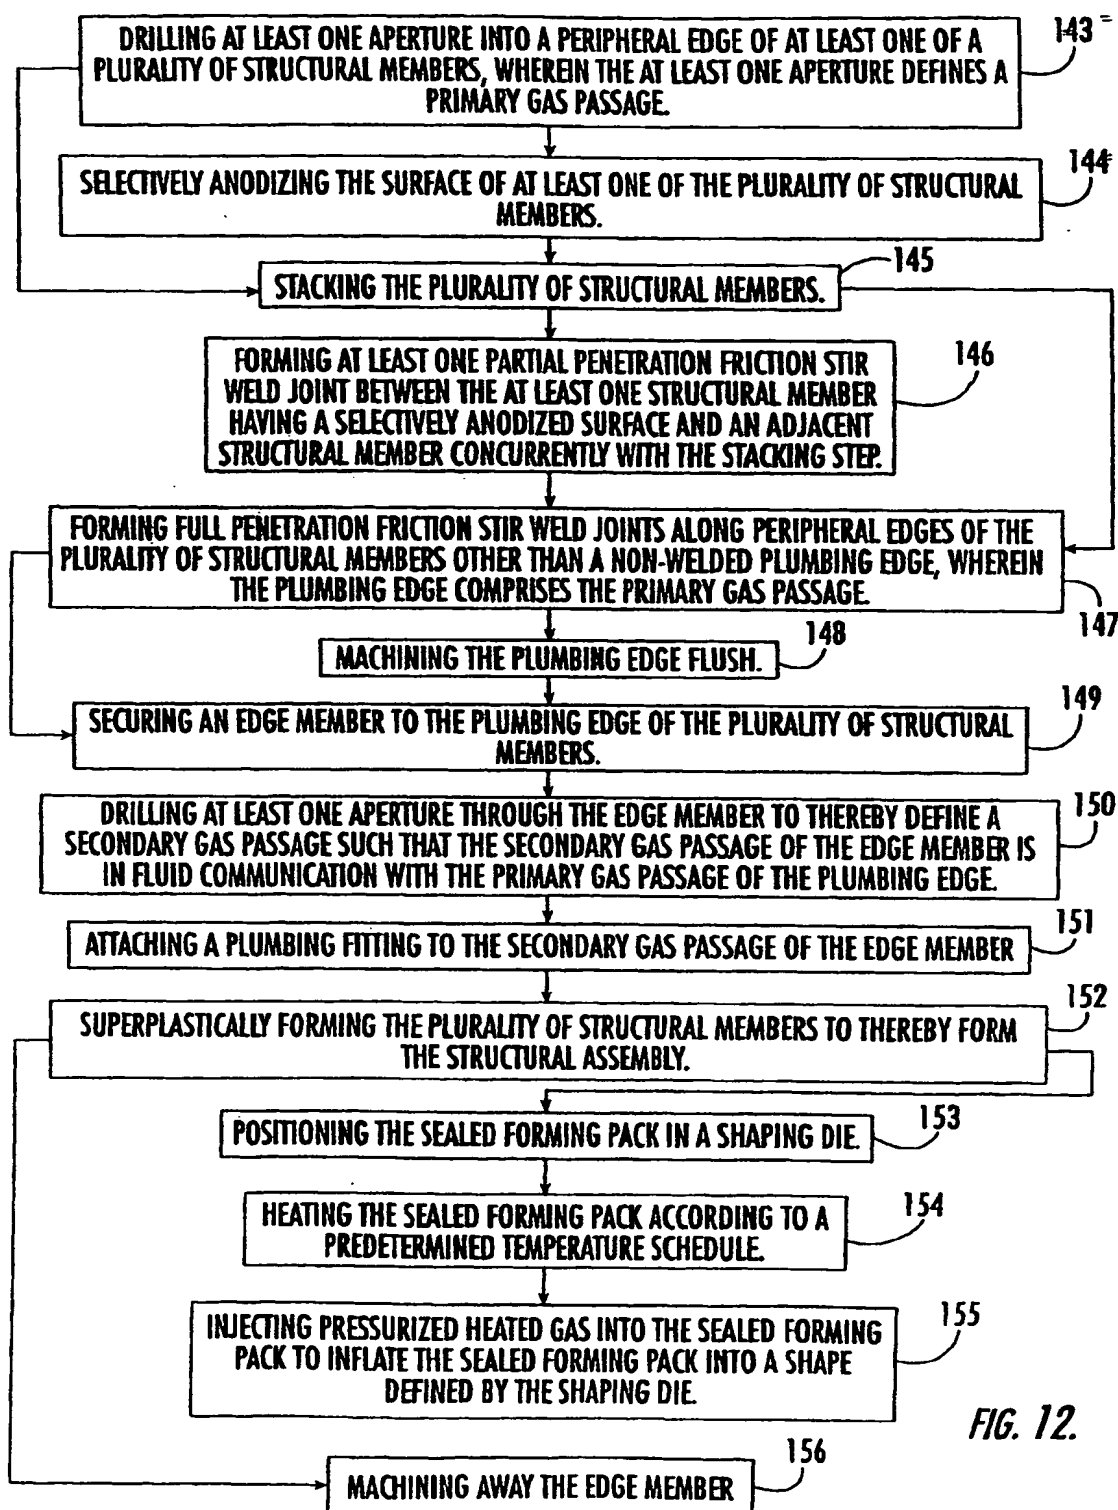 DRILLING AT LEAST ONE APERTURE INTO A PERIPHERAL EDGE OF AT LEAST ONE OF A
PLURALITY OF STRUCTURAL MEMBERS, WHEREIN THE AT LEAST ONE APERTURE DEFINES A
PRIMARY GAS PASSAGE.
143
SELECTIVELY ANODIZING THE SURFACE OF AT LEAST ONE OF THE PLURALITY OF STRUCTURAL
MEMBERS.
144
STACKING THE PLURALITY OF STRUCTURAL MEMBERS.
145
FORMING AT LEAST ONE PARTIAL PENETRATION FRICTION STIR
WELD JOINT BETWEEN THE AT LEAST ONE STRUCTURAL MEMBER
HAVING A SELECTIVELY ANODIZED SURFACE AND AN ADJACENT
STRUCTURAL MEMBER CONCURRENTLY WITH THE STACKING STEP.
146
FORMING FULL PENETRATION FRICTION STIR WELD JOINTS ALONG PERIPHERAL EDGES OF THE
PLURALITY OF STRUCTURAL MEMBERS OTHER THAN A NON-WELDED PLUMBING EDGE, WHEREIN
THE PLUMBING EDGE COMPRISES THE PRIMARY GAS PASSAGE.
147
MACHINING THE PLUMBING EDGE FLUSH.
148
SECURING AN EDGE MEMBER TO THE PLUMBING EDGE OF THE PLURALITY OF STRUCTURAL
MEMBERS.
149
DRILLING AT LEAST ONE APERTURE THROUGH THE EDGE MEMBER TO THEREBY DEFINE A
SECONDARY GAS PASSAGE SUCH THAT THE SECONDARY GAS PASSAGE OF THE EDGE MEMBER IS
IN FLUID COMMUNICATION WITH THE PRIMARY GAS PASSAGE OF THE PLUMBING EDGE.
150
ATTACHING A PLUMBING FITTING TO THE SECONDARY GAS PASSAGE OF THE EDGE MEMBER
151
SUPERPLASTICALLY FORMING THE PLURALITY OF STRUCTURAL MEMBERS TO THEREBY FORM
THE STRUCTURAL ASSEMBLY.
152
POSITIONING THE SEALED FORMING PACK IN A SHAPING DIE.
153
HEATING THE SEALED FORMING PACK ACCORDING TO A
PREDETERMINED TEMPERATURE SCHEDULE.
154
INJECTING PRESSURIZED HEATED GAS INTO THE SEALED FORMING
PACK TO INFLATE THE SEALED FORMING PACK INTO A SHAPE
DEFINED BY THE SHAPING DIE.
155
FIG. 12.
MACHINING AWAY THE EDGE MEMBER
156